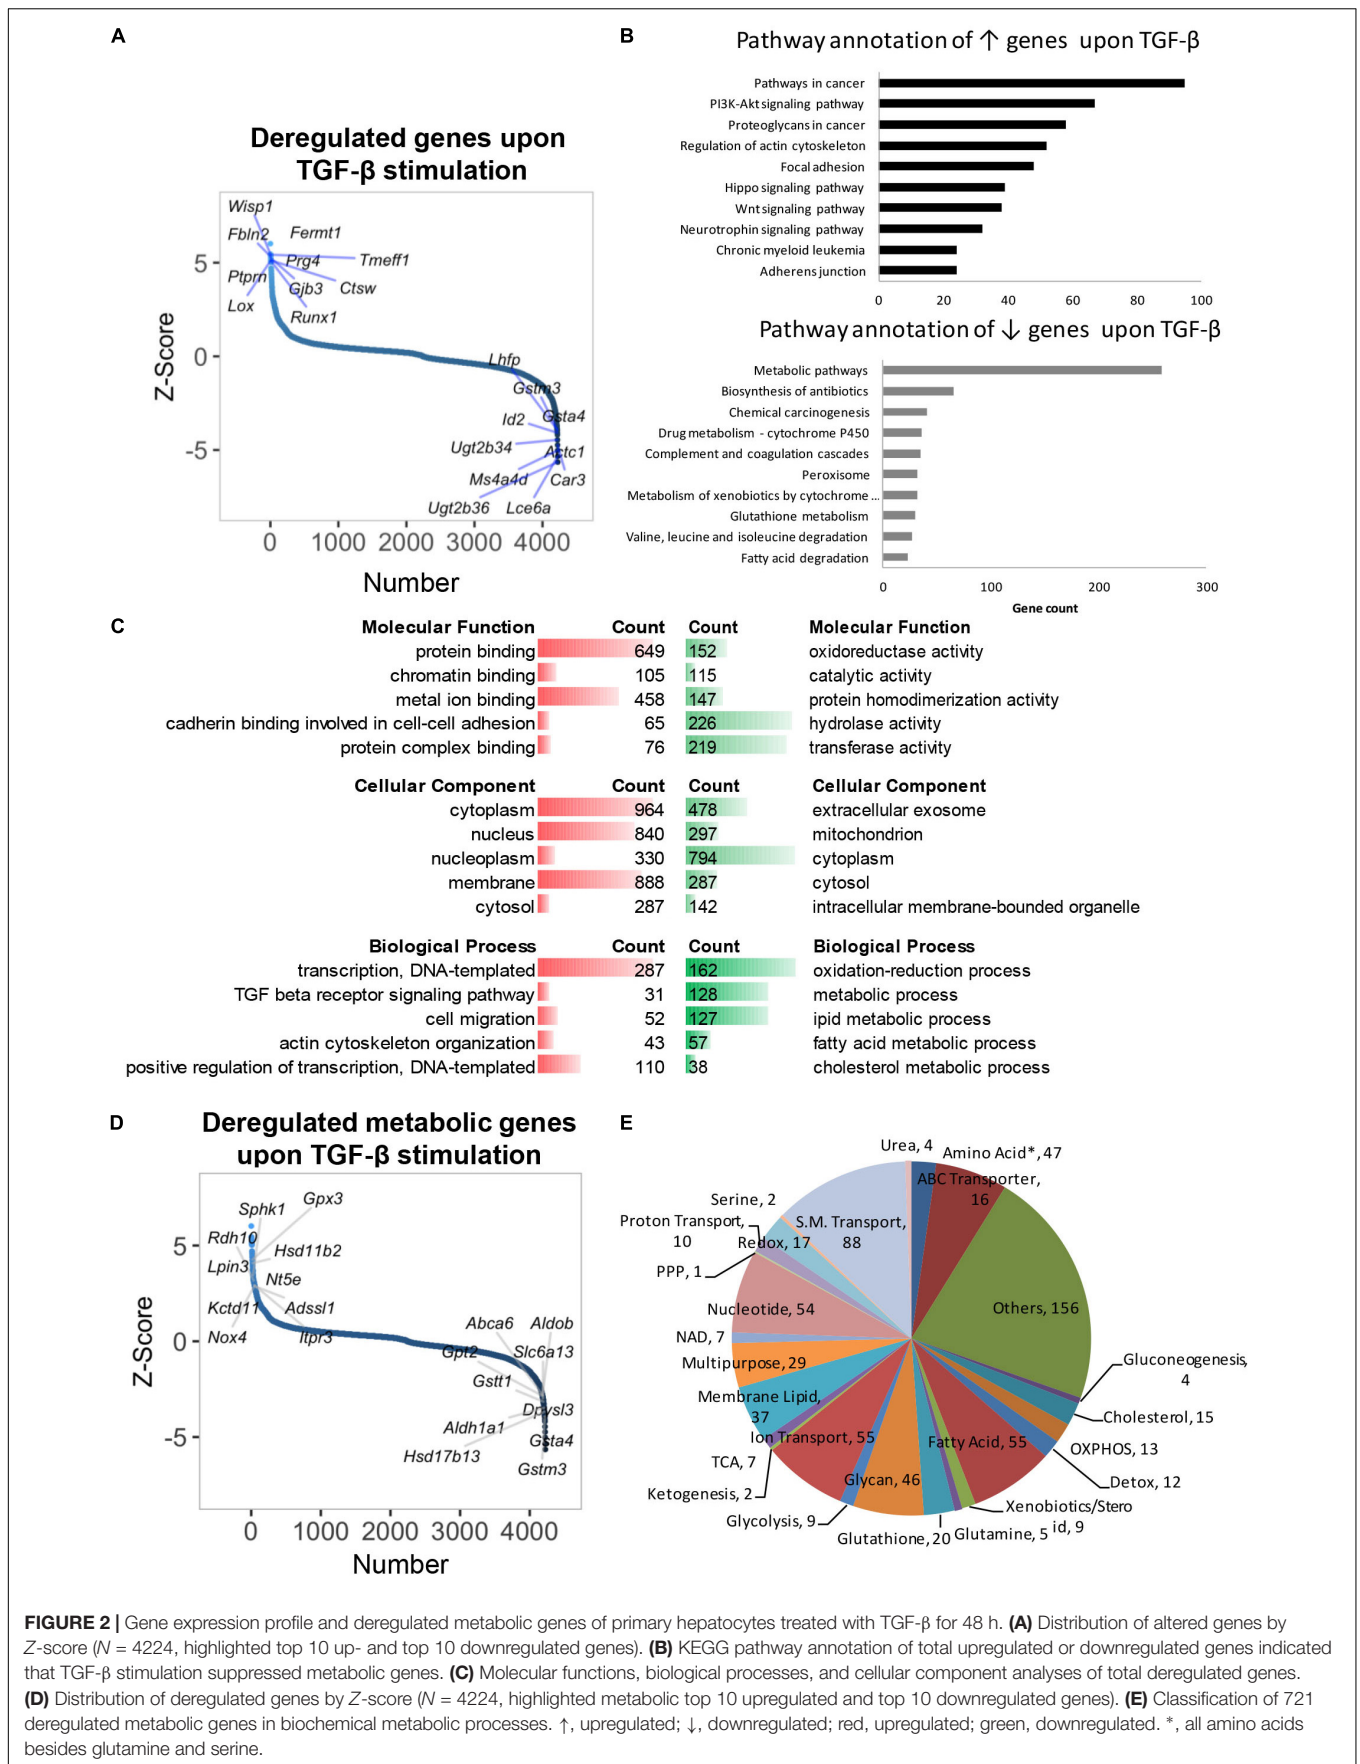 A
Deregulated genes upon
TGF-β stimulation
Wisp1
Fbln2
Fermt1
Prg4
Tmeff1
Ptprn
Gjb3
Ctsw
Lox
Runx1
Lhfp
Gstm3
Id2
Gsta4
Ugt2b34
Actc1
Ms4a4d
Car3
Ugt2b36
Lce6a
Z-Score
5
0
-5
0 1000 2000 3000 4000
Number
B
Pathway annotation of ↑ genes upon TGF-β
Pathways in cancer
PI3K-Akt signaling pathway
Proteoglycans in cancer
Regulation of actin cytoskeleton
Focal adhesion
Hippo signaling pathway
Wnt signaling pathway
Neurotrophin signaling pathway
Chronic myeloid leukemia
Adherens junction
0 20 40 60 80 100
Pathway annotation of ↓ genes upon TGF-β
Metabolic pathways
Biosynthesis of antibiotics
Chemical carcinogenesis
Drug metabolism - cytochrome P450
Complement and coagulation cascades
Peroxisome
Metabolism of xenobiotics by cytochrome ...
Glutathione metabolism
Valine, leucine and isoleucine degradation
Fatty acid degradation
0 100 200 300
Gene count
C
Molecular Function Count Count Molecular Function
protein binding 649 152 oxidoreductase activity
chromatin binding 105 115 catalytic activity
metal ion binding 458 147 protein homodimerization activity
cadherin binding involved in cell-cell adhesion 65 226 hydrolase activity
protein complex binding 76 219 transferase activity
Cellular Component Count Count Cellular Component
cytoplasm 964 478 extracellular exosome
nucleus 840 297 mitochondrion
nucleoplasm 330 794 cytoplasm
membrane 888 287 cytosol
cytosol 287 142 intracellular membrane-bounded organelle
Biological Process Count Count Biological Process
transcription, DNA-templated 287 162 oxidation-reduction process
TGF beta receptor signaling pathway 31 128 metabolic process
cell migration 52 127 ipid metabolic process
actin cytoskeleton organization 43 57 fatty acid metabolic process
positive regulation of transcription, DNA-templated 110 38 cholesterol metabolic process
D
Deregulated metabolic genes
upon TGF-β stimulation
Gpx3
Sphk1
Rdh10
Hsd11b2
Lpin3
Nt5e
Kctd11
Adssl1
Nox4
Itpr3
Abca6
Aldob
Gpt2
Slc6a13
Gstt1
Dpysl3
Aldh1a1
Gsta4
Hsd17b13
Gstm3
Z-Score
5
0
-5
0 1000 2000 3000 4000
Number
E
Urea, 4
Amino Acid*, 47
ABC Transporter,
16
Others, 156
Gluconeogenesis,
4
Cholesterol, 15
OXPHOS, 13
Detox, 12
Fatty Acid, 55
Xenobiotics/Stero
id, 9
Glutamine, 5
Glutathione, 20
Glycan, 46
Glycolysis, 9
Ion Transport, 55
Ketogenesis, 2
TCA, 7
Membrane Lipid,
37
Multipurpose, 29
NAD, 7
Nucleotide, 54
PPP, 1
Proton Transport,
10
Redox, 17
Serine, 2
S.M. Transport,
88
FIGURE 2 | Gene expression profile and deregulated metabolic genes of primary hepatocytes treated with TGF-β for 48 h. (A) Distribution of altered genes by
Z-score (N = 4224, highlighted top 10 up- and top 10 downregulated genes). (B) KEGG pathway annotation of total upregulated or downregulated genes indicated
that TGF-β stimulation suppressed metabolic genes. (C) Molecular functions, biological processes, and cellular component analyses of total deregulated genes.
(D) Distribution of deregulated genes by Z-score (N = 4224, highlighted metabolic top 10 upregulated and top 10 downregulated genes). (E) Classification of 721
deregulated metabolic genes in biochemical metabolic processes. ↑, upregulated; ↓, downregulated; red, upregulated; green, downregulated. *, all amino acids
besides glutamine and serine.